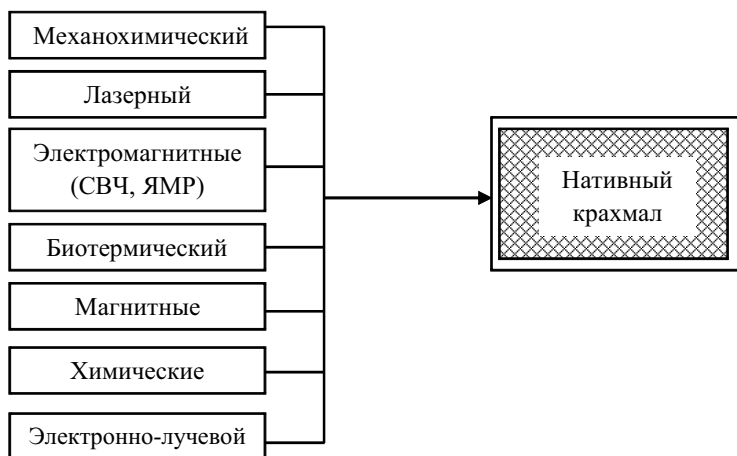 Механохимический
Лазерный
Электромагнитные
(СВЧ, ЯМР)
Биотермический
Магнитные
Химические
Электронно-лучевой
Нативный
крахмал